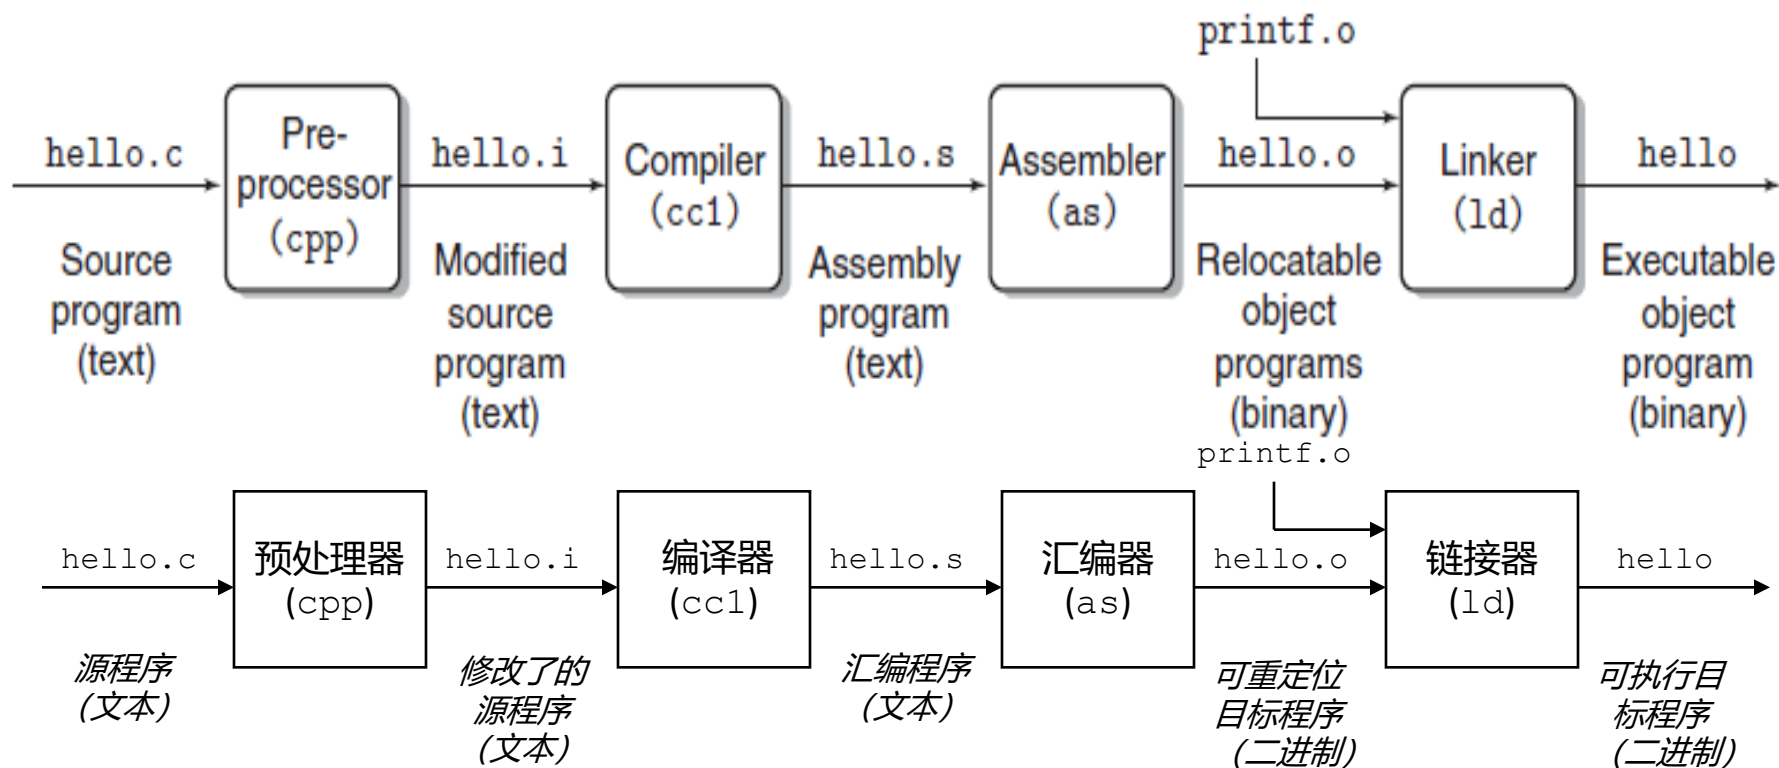 printf.o
hello.c
Pre-
processor
(cpp)
hello.i
Compiler
(cc1)
hello.s
Assembler
(as)
hello.o
Linker
(ld)
hello
Source
program
(text)
Modified
source
program
(text)
Assembly
program
(text)
Relocatable
object
programs
(binary)
Executable
object
program
(binary)
printf.o
hello.c
预处理器
(cpp)
hello.i
编译器
(cc1)
hello.s
汇编器
(as)
hello.o
链接器
(ld)
hello
源程序
（文本）
修改了的
源程序
（文本）
汇编程序
（文本）
可重定位
目标程序
（二进制）
可执行目
标程序
（二进制）